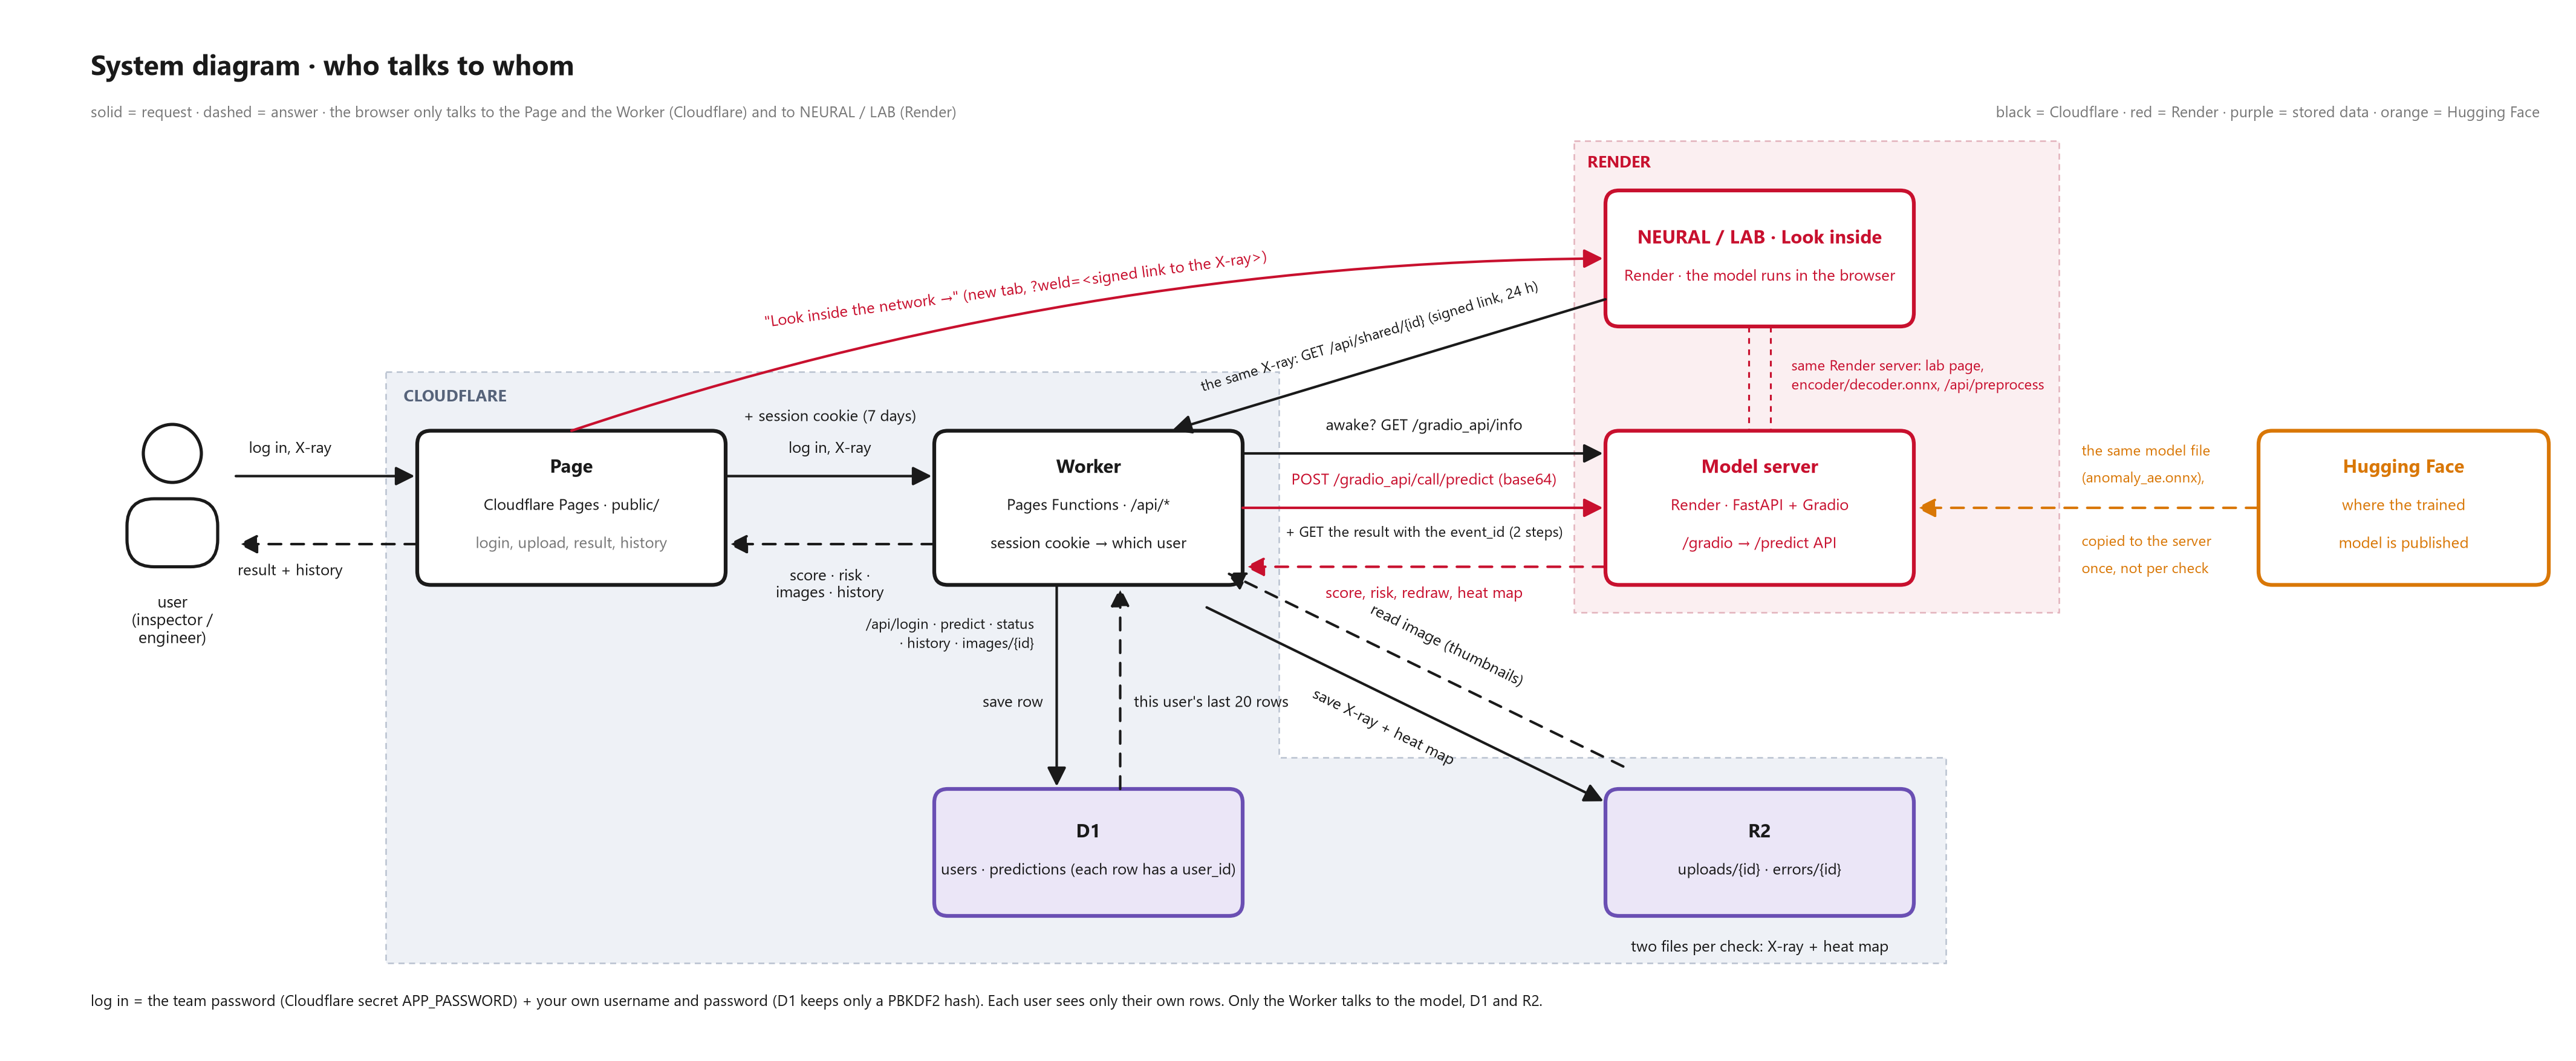 System diagram · who talks to whom
solid = request · dashed = answer · the browser only talks to the Page and the Worker (Cloudflare) and to NEURAL / LAB (Render)
black = Cloudflare · red = Render · purple = stored data · orange = Hugging Face
RENDER
NEURAL / LAB · Look inside
Render · the model runs in the browser
"Look inside the network →" (new tab, ?weld=<signed link to the X-ray>)
the same X-ray: GET /api/shared/{id} (signed link, 24 h)
same Render server: lab page,
encoder/decoder.onnx, /api/preprocess
CLOUDFLARE
+ session cookie (7 days)
log in, X-ray
log in, X-ray
result + history
user
(inspector /
engineer)
Page
Cloudflare Pages · public/
login, upload, result, history
score · risk ·
images · history
Worker
Pages Functions · /api/*
session cookie → which user
awake? GET /gradio_api/info
POST /gradio_api/call/predict (base64)
+ GET the result with the event_id (2 steps)
score, risk, redraw, heat map
Model server
Render · FastAPI + Gradio
/gradio → /predict API
the same model file
(anomaly_ae.onnx),
copied to the server
once, not per check
Hugging Face
where the trained
model is published
/api/login · predict · status
· history · images/{id}
save row
this user's last 20 rows
read image (thumbnails)
save X-ray + heat map
D1
users · predictions (each row has a user_id)
R2
uploads/{id} · errors/{id}
two files per check: X-ray + heat map
log in = the team password (Cloudflare secret APP_PASSWORD) + your own username and password (D1 keeps only a PBKDF2 hash). Each user sees only their own rows. Only the Worker talks to the model, D1 and R2.